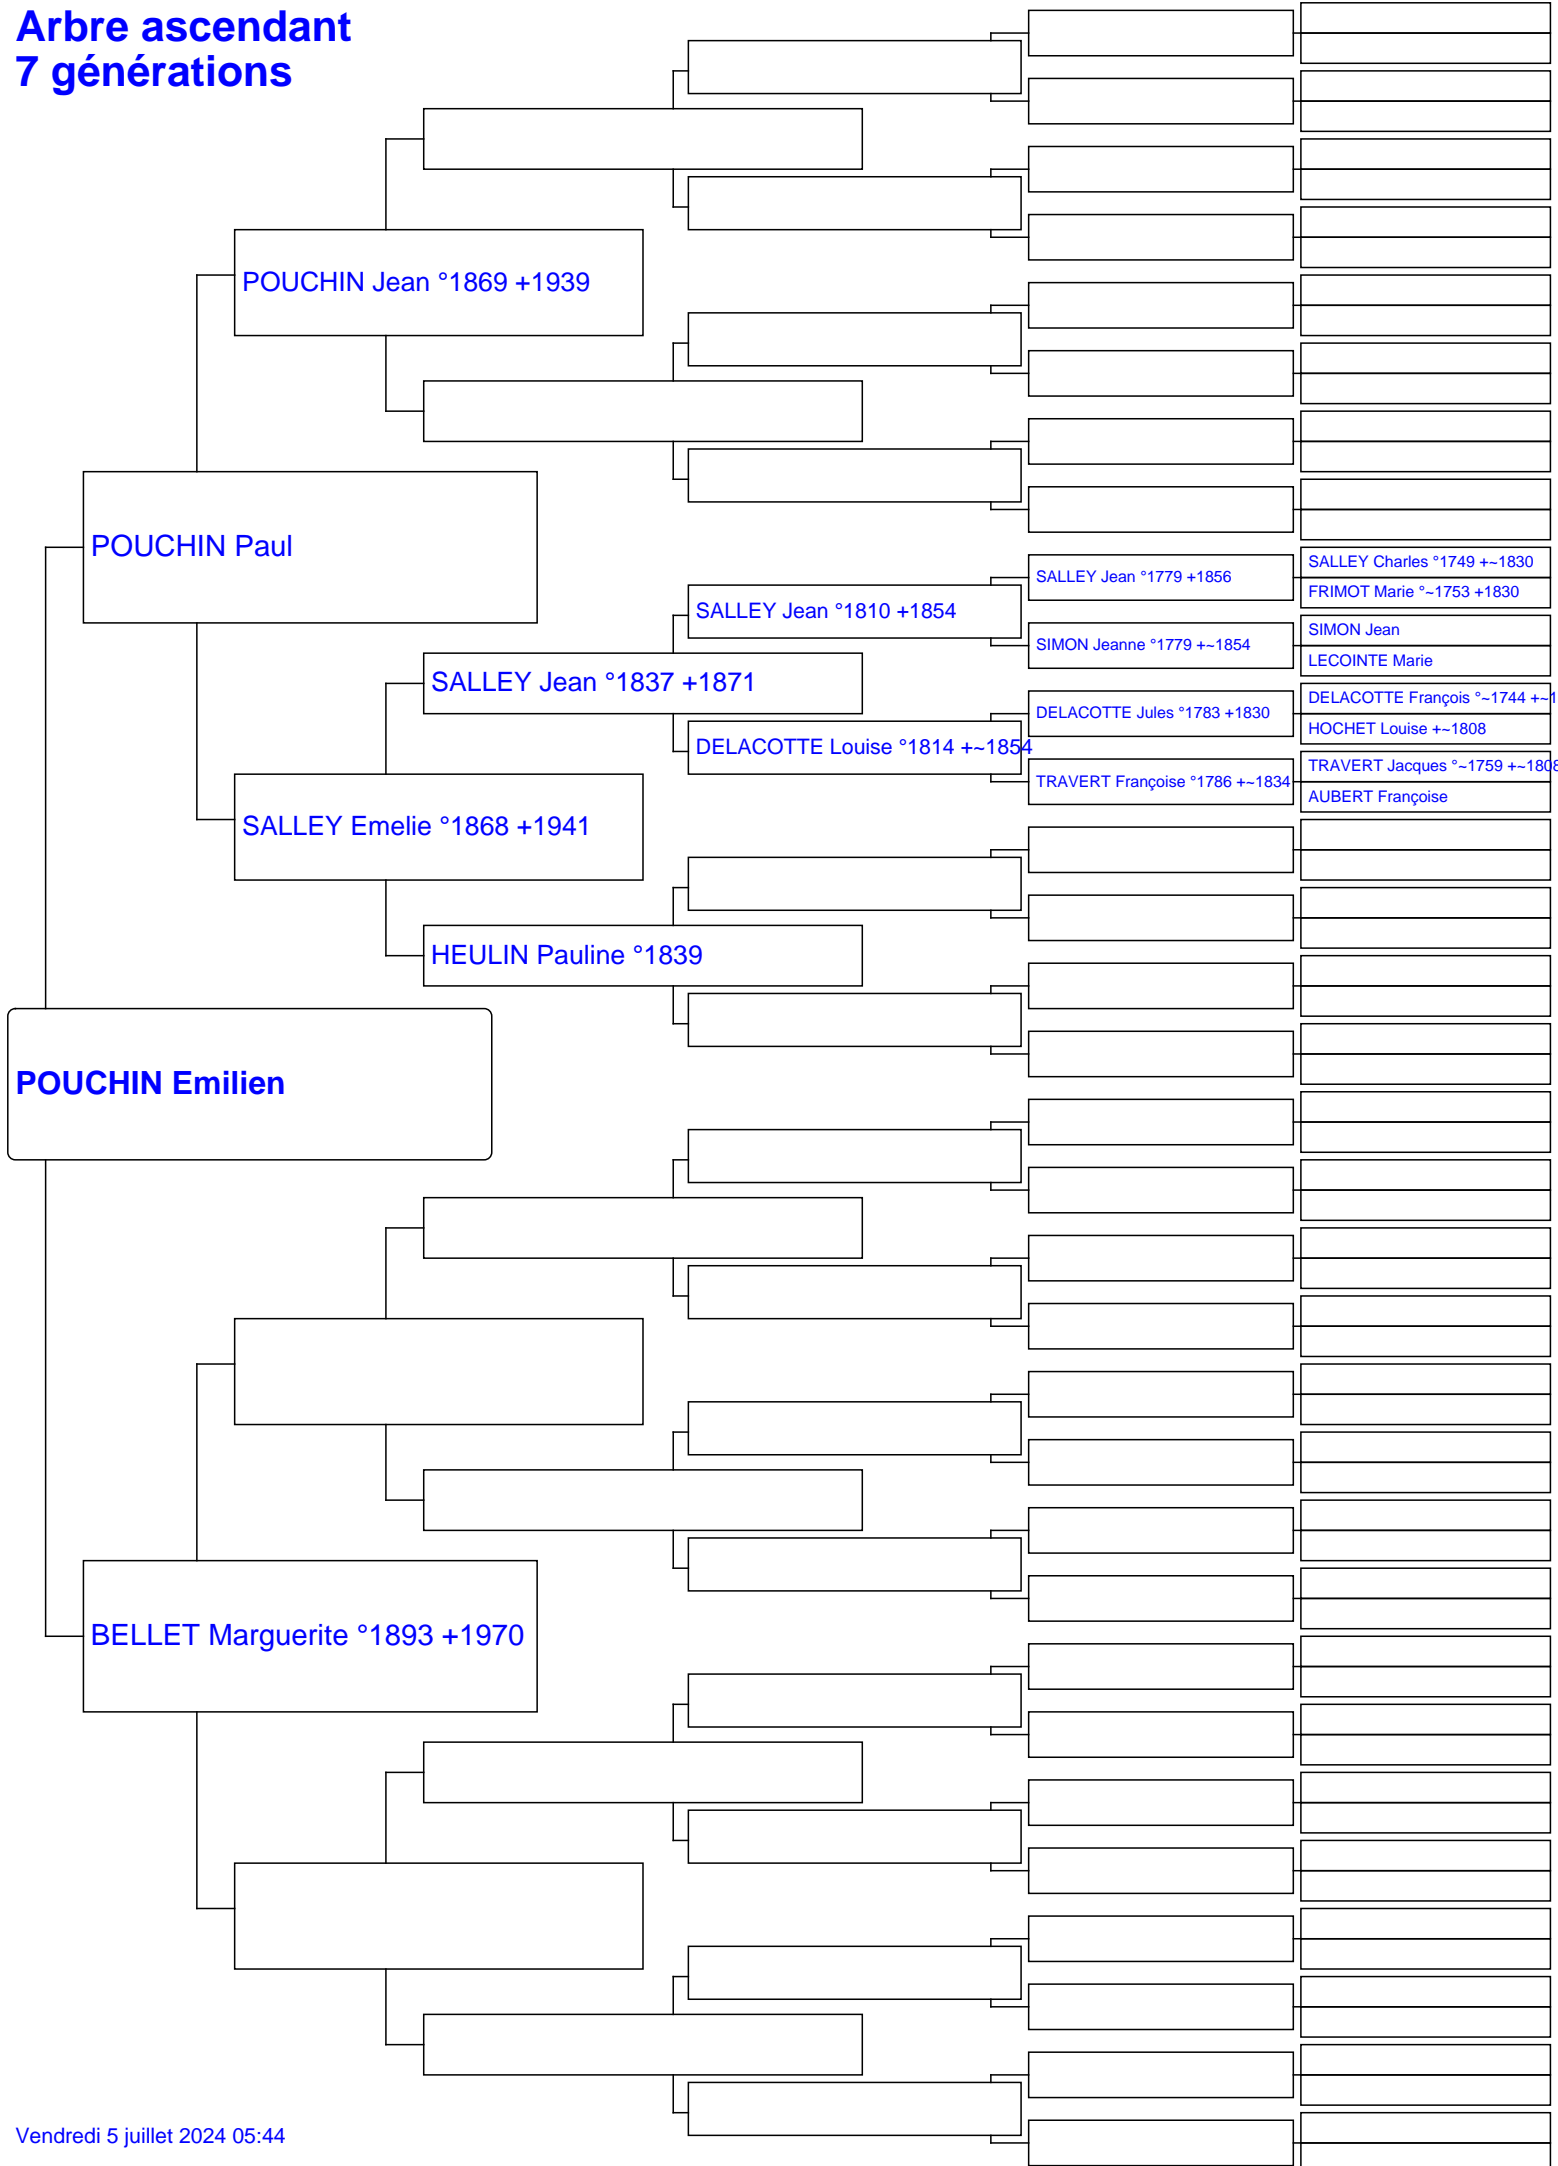 Arbre ascendant
7 générations
POUCHIN Jean °1869 +1939
POUCHIN Paul
SALLEY Charles °1749 +~1830
SALLEY Jean °1779 +1856
FRIMOT Marie °~1753 +1830
SALLEY Jean °1810 +1854
SIMON Jean
SIMON Jeanne °1779 +~1854
LECOINTE Marie
SALLEY Jean °1837 +1871
DELACOTTE François °~1744 +~1
DELACOTTE Jules °1783 +1830
HOCHET Louise +~1808
DELACOTTE Louise °1814 +~1854
TRAVERT Jacques °~1759 +~1808
TRAVERT Françoise °1786 +~1834
AUBERT Françoise
SALLEY Emelie °1868 +1941
HEULIN Pauline °1839
POUCHIN Emilien
BELLET Marguerite °1893 +1970
Vendredi 5 juillet 2024 05:44